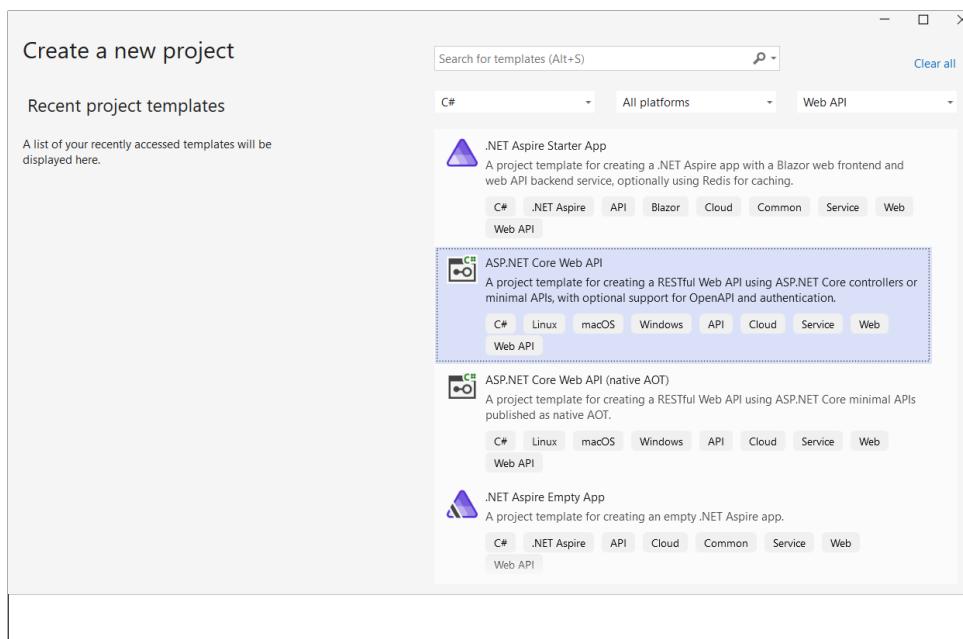 Create a new project
Search for templates (Alt+S)
Clear all
Recent project templates
C#
All platforms
Web API
A list of your recently accessed templates will be
displayed here.
.NET Aspire Starter App
A project template for creating a .NET Aspire app with a Blazor web frontend and
web API backend service, optionally using Redis for caching.
C# .NET Aspire API Blazor Cloud Common Service Web
Web API
ASP.NET Core Web API
A project template for creating a RESTful Web API using ASP.NET Core controllers or
minimal APIs, with optional support for OpenAPI and authentication.
C# Linux macOS Windows API Cloud Service Web
Web API
ASP.NET Core Web API (native AOT)
A project template for creating a RESTful Web API using ASP.NET Core minimal APIs
published as native AOT.
C# Linux macOS Windows API Cloud Service Web
Web API
.NET Aspire Empty App
A project template for creating an empty .NET Aspire app.
C# .NET Aspire API Cloud Common Service Web
Web API